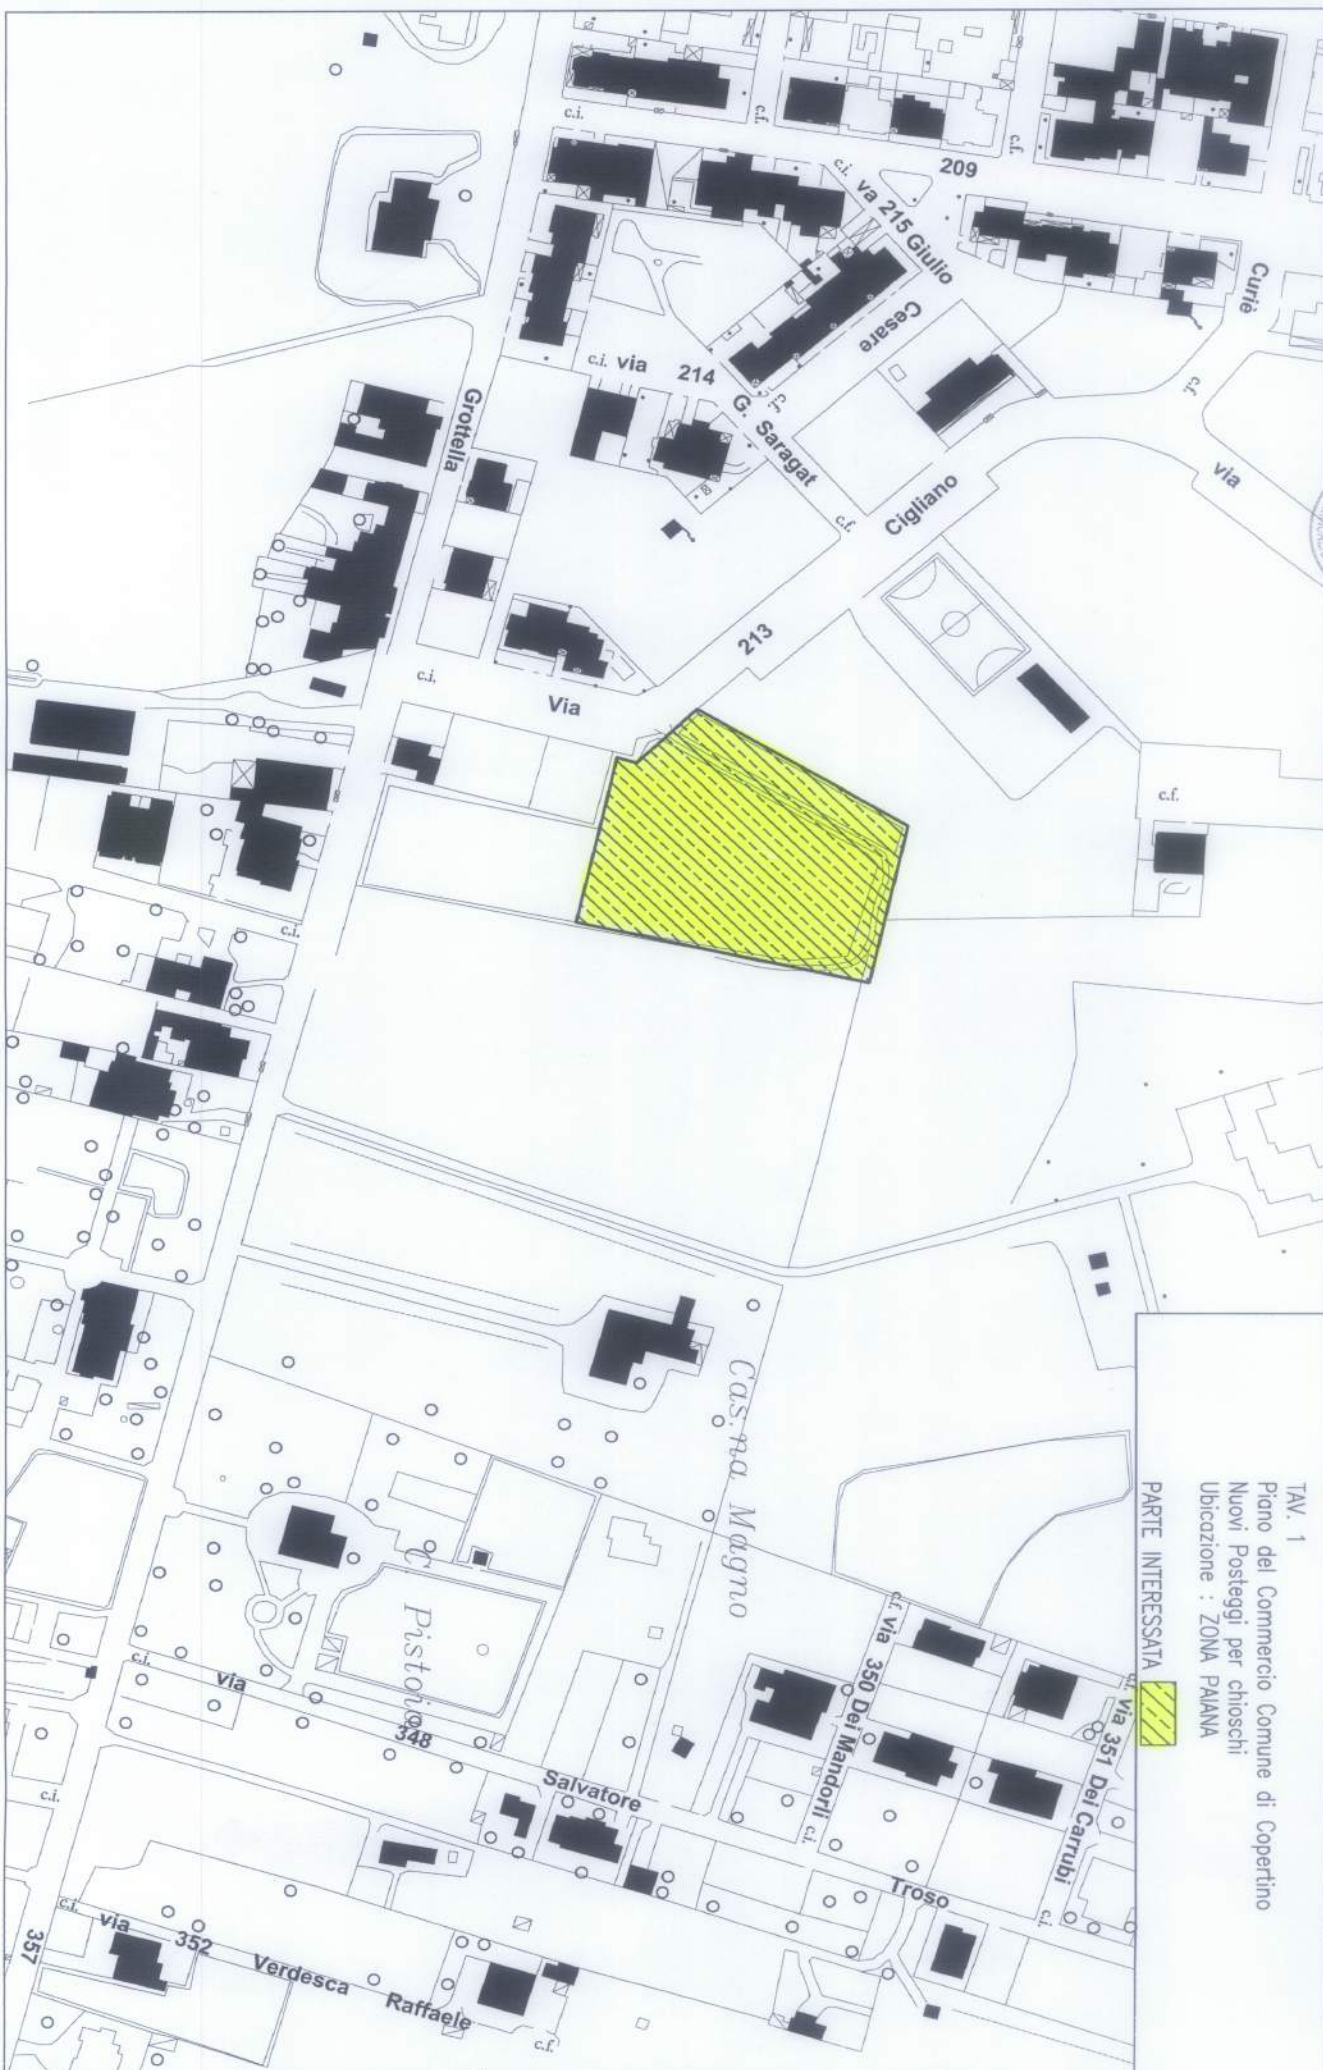 TAV. 1
Piano del Commercio Comune di Copertino
Nuovi Posteggi per chioschi
Ubicazione : ZONA PAIANA
PARTE INTERESSATA
c.i.
c.f.
c.f.
209
c.i. va 215 Giulio
Cesare
Curiè
c.f.
via
c.i. via 214
c.f.
G. Saragat
c.f.
Cigliano
213
Via
c.i.
Grottella
c.f.
c.i.
Cas.na Magno
C. Pistoia
c.f. via 350 Dei Mandorli c.i.
c.f. via 351 Dei Carrubi
c.i.
c.i. via 348 Salvatore Troso
c.i.
c.i. via 352 Verdesca Raffaele
c.f.
357